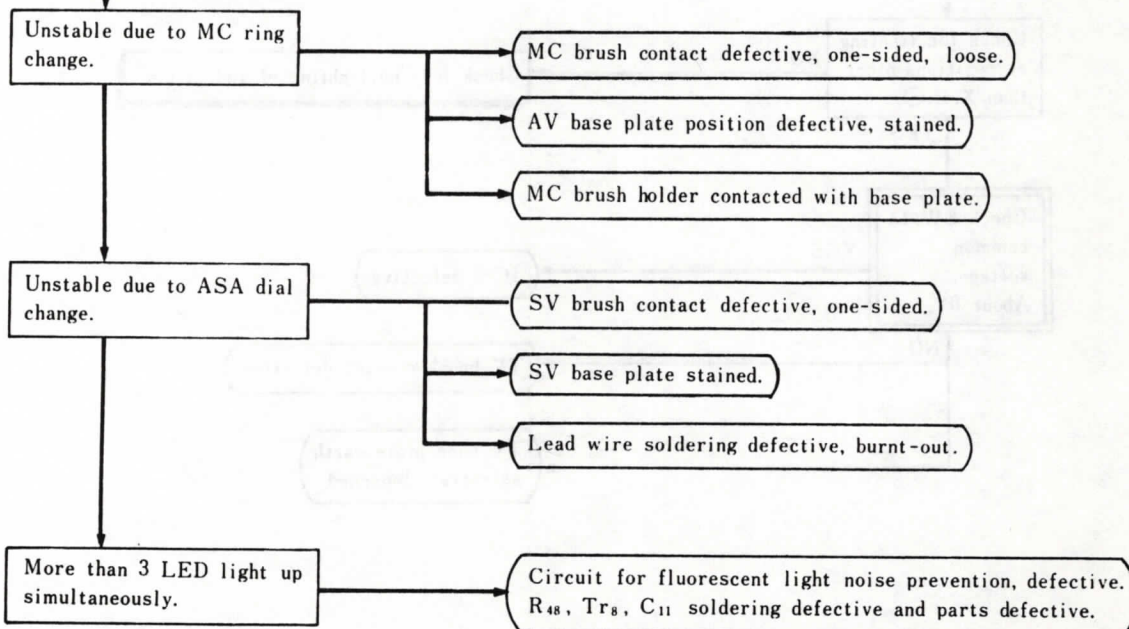 Unstable due to MC ring
change.
MC brush contact defective, one-sided, loose.
AV base plate position defective, stained.
MC brush holder contacted with base plate.
Unstable due to ASA dial
change.
SV brush contact defective, one-sided.
SV base plate stained.
Lead wire soldering defective, burnt-out.
More than 3 LED light up
simultaneously.
Circuit for fluorescent light noise prevention, defective.
R₄₈, Tr₈, C₁₁ soldering defective and parts defective.